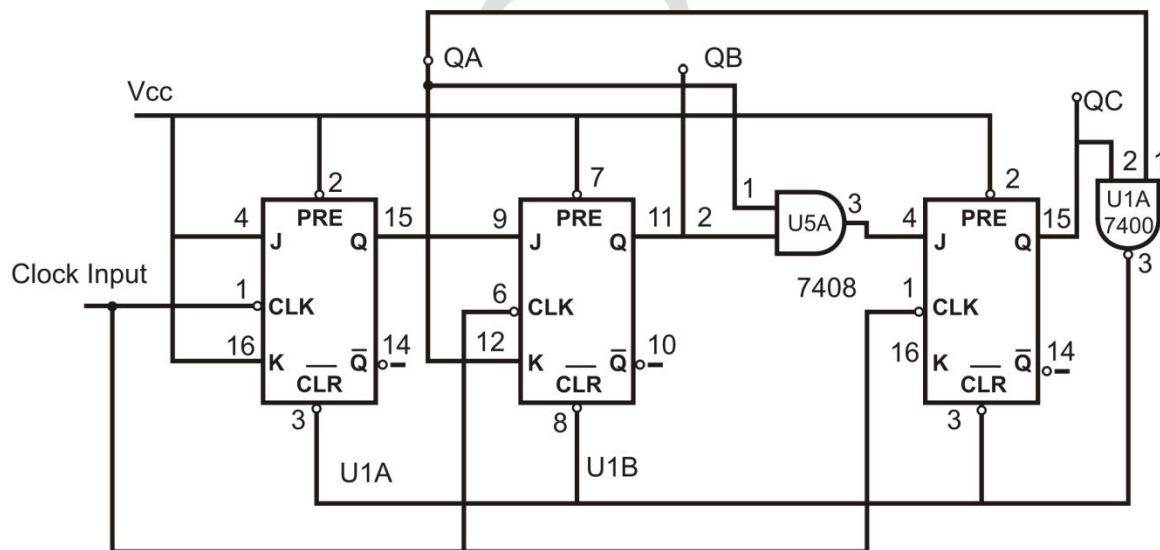 QA
QB
Vcc
QC
2
7
2
1
2
1
U1A
7400
3
4
PRE
15
J
Q
9
PRE
11
J
Q
2
U5A
3
7408
4
PRE
15
J
Q
Clock Input
1
CLK
6
CLK
1
CLK
16
K
Q
14
CLR
12
K
Q
10
CLR
16
K
Q
14
CLR
3
8
3
U1A
U1B